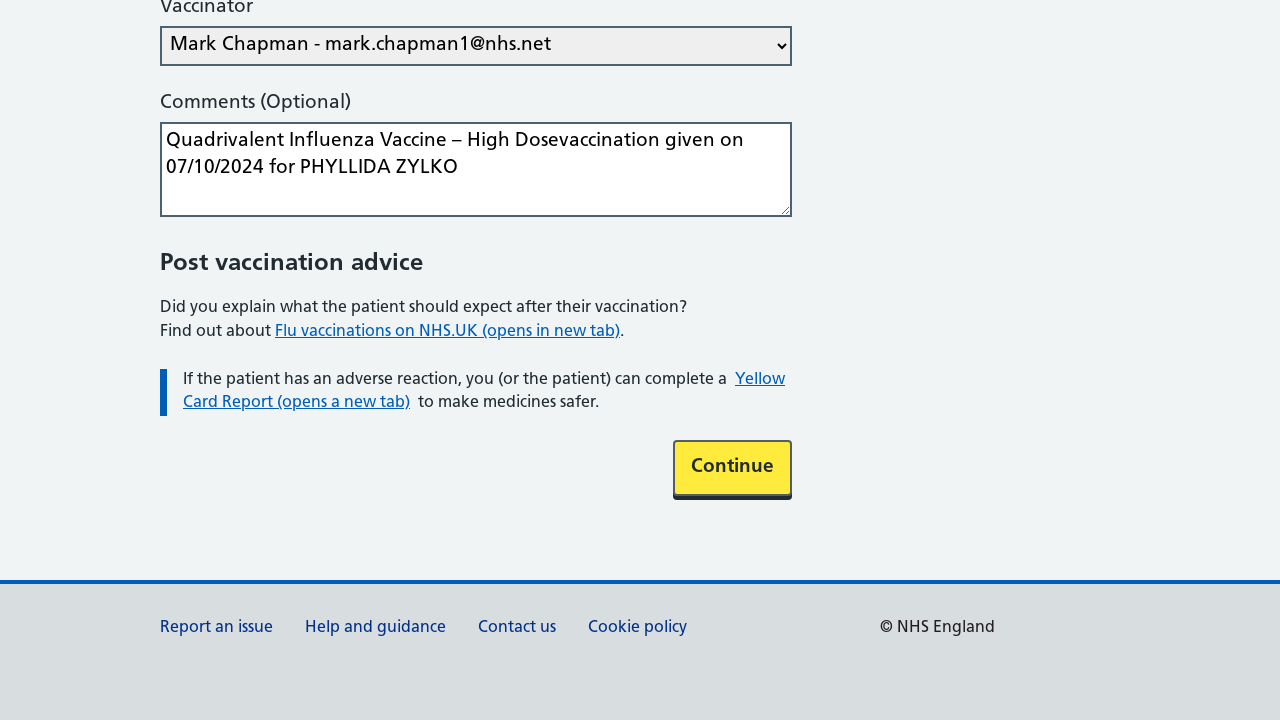 Vaccinator
Mark Chapman - mark.chapman1@nhs.net
Comments (Optional)
Quadrivalent Influenza Vaccine – High Dosevaccination given on
07/10/2024 for PHYLLIDA ZYLKO
Post vaccination advice
Did you explain what the patient should expect after their vaccination?
Find out about Flu vaccinations on NHS.UK (opens in new tab).
If the patient has an adverse reaction, you (or the patient) can complete a Yellow
Card Report (opens a new tab) to make medicines safer.
Continue
Report an issue Help and guidance Contact us Cookie policy © NHS England